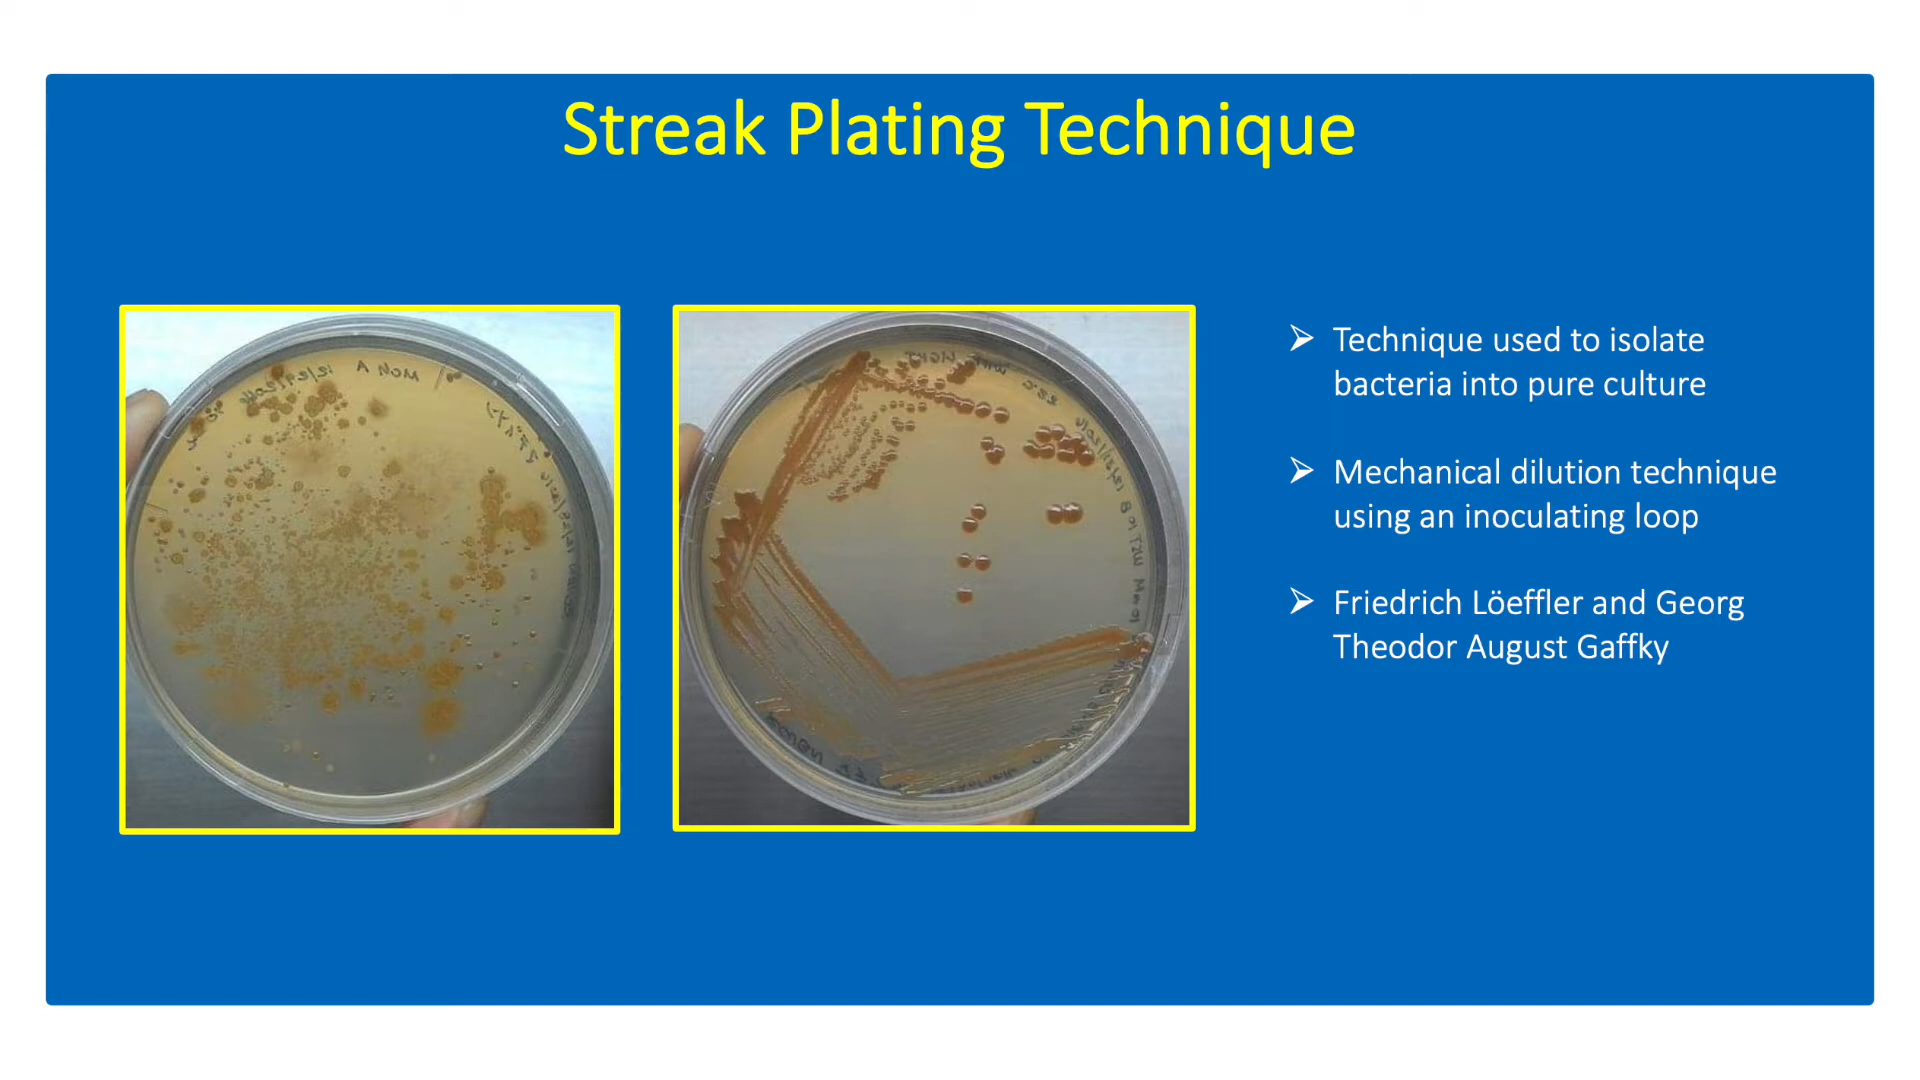 Streak Plating Technique
Technique used to isolate
bacteria into pure culture
Mechanical dilution technique
using an inoculating loop
Friedrich Löeffler and Georg
Theodor August Gaffky